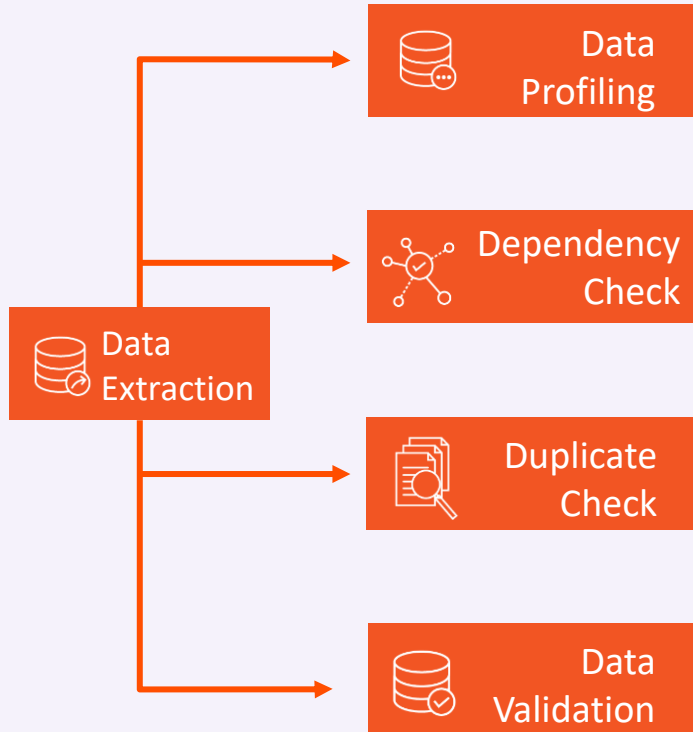 Data
Profiling
Dependency
Check
Data
Extraction
Duplicate
Check
Data
Validation